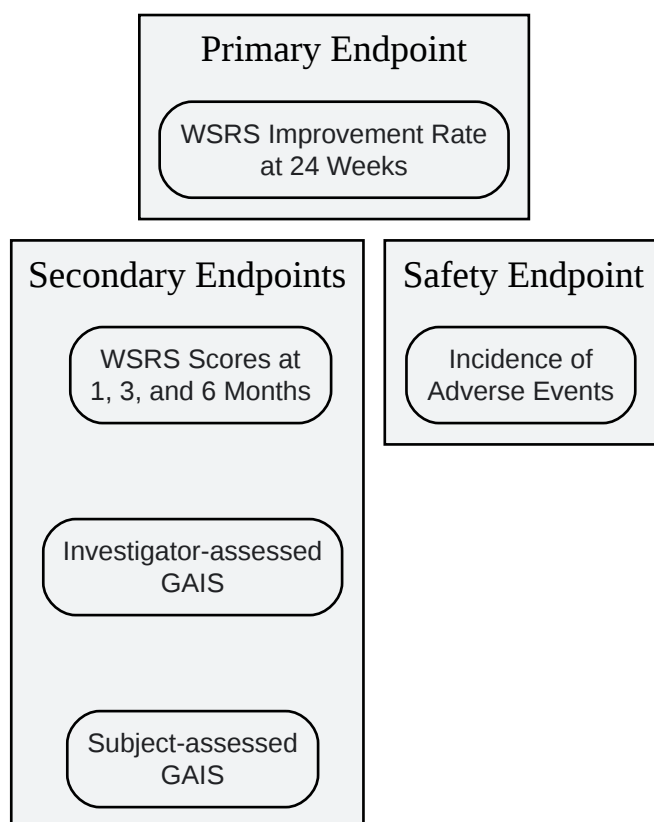 Primary Endpoint
WSRS Improvement Rate
at 24 Weeks
Secondary Endpoints
WSRS Scores at
1, 3, and 6 Months
Investigator-assessed
GAIS
Subject-assessed
GAIS
Safety Endpoint
Incidence of
Adverse Events